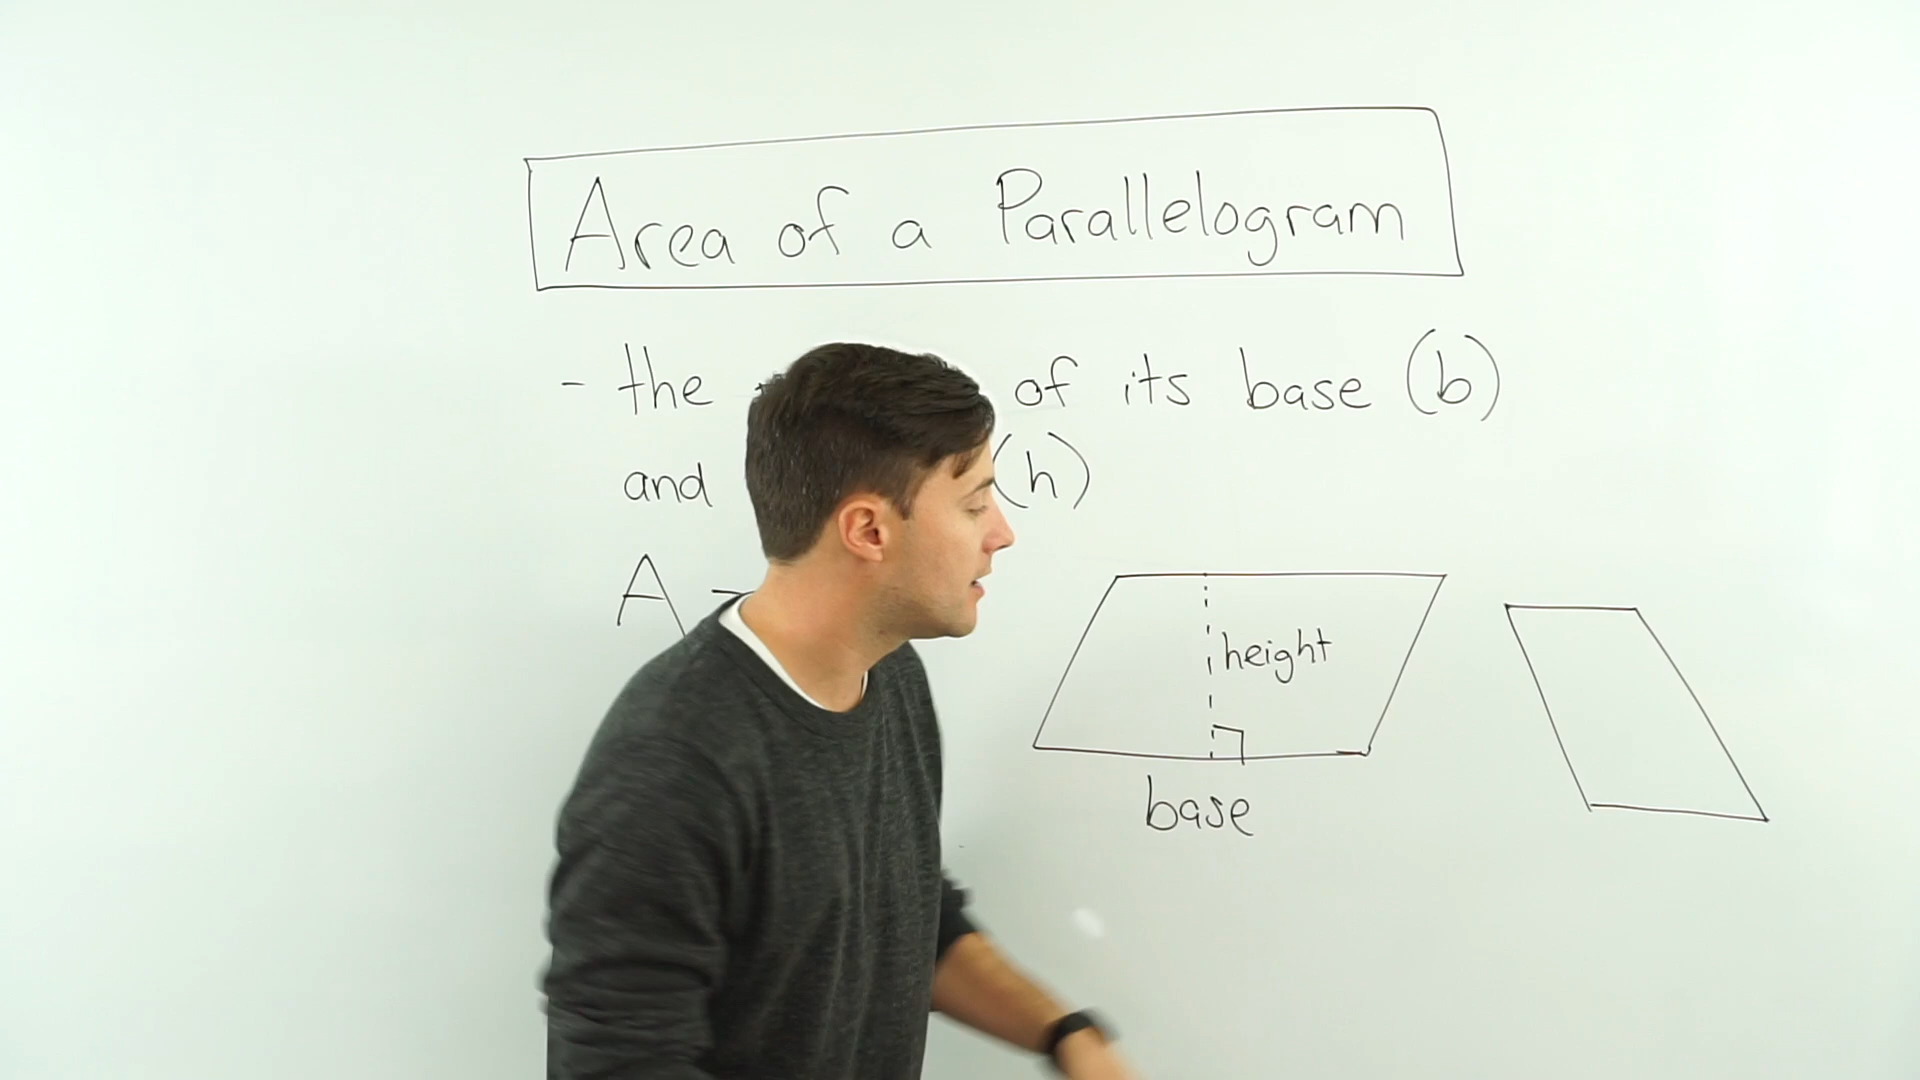 Area of a Parallelogram
- the of its base (b)
and (h)
A
height
base